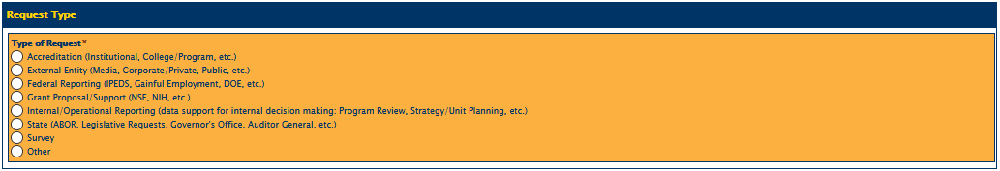 Request Type
Type of Request*
Accreditation (Institutional, College/Program, etc.)
External Entity (Media, Corporate/Private, Public, etc.)
Federal Reporting (IPEDS, Gainful Employment, DOE, etc.)
Grant Proposal/Support (NSF, NIH, etc.)
Internal/Operational Reporting (data support for internal decision making: Program Review, Strategy/Unit Planning, etc.)
State (ABOR, Legislative Requests, Governor's Office, Auditor General, etc.)
Survey
Other